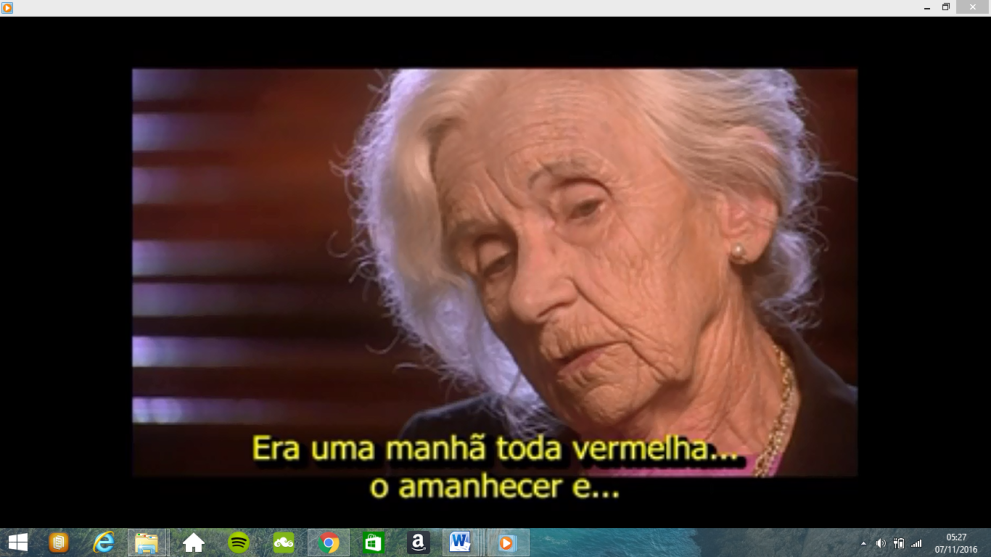 Era uma manhã toda vermelha...
o amanhecer e...
05:27
07/11/2016